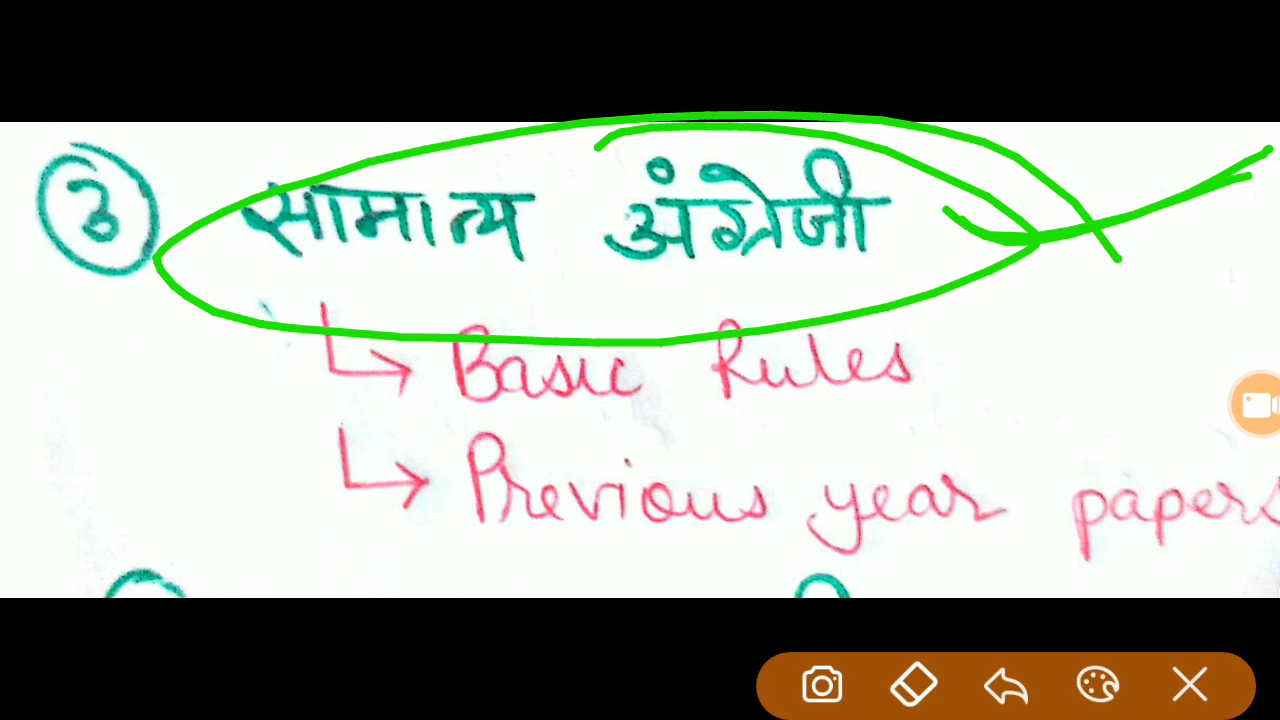 ③ सामान्य अंग्रेजी
↳ Basic Rules
↳ Previous year papers